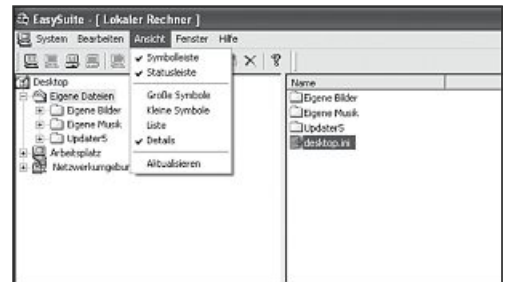 EasySuite - [ Lokaler Rechner ]
System Bearbeiten Ansicht Fenster Hilfe
Symbolleiste
Statusleiste
Große Symbole
Kleine Symbole
Liste
Details
Aktualisieren
Desktop
Eigene Dateien
Eigene Bilder
Eigene Musik
Updater5
Arbeitsplatz
Netzwerkumgebur
Name
Eigene Bilder
Eigene Musik
Updater5
desktop.ini